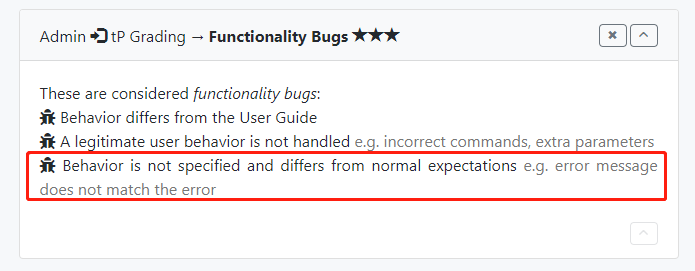 Admin tP Grading → Functionality Bugs ★★★
These are considered functionality bugs:
Behavior differs from the User Guide
A legitimate user behavior is not handled e.g. incorrect commands, extra parameters
Behavior is not specified and differs from normal expectations e.g. error message
does not match the error